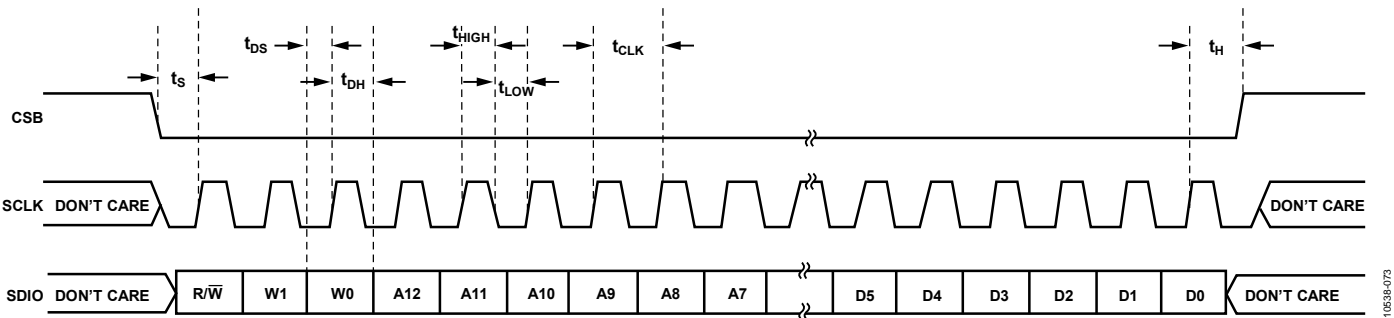 tDS
tHIGH
tCLK
tH
tS
tDH
tLOW
CSB
SCLK DON'T CARE DON'T CARE
SDIO DON'T CARE R/W̅ W1 W0 A12 A11 A10 A9 A8 A7 D5 D4 D3 D2 D1 D0 DON'T CARE
10538-073